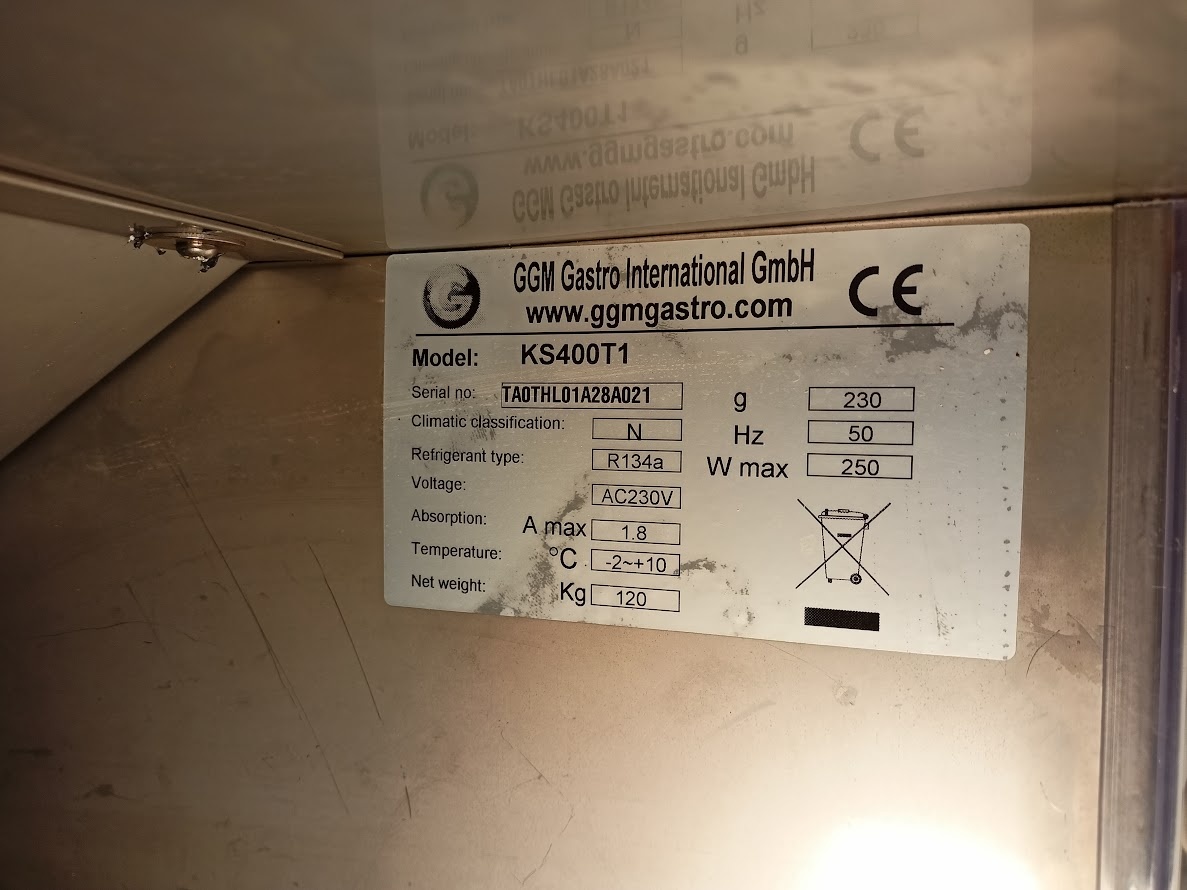 G
GGM Gastro International GmbH
www.ggmgastro.com
CE
Model: KS400T1
Serial no: TA0THL01A28A021
g 230
Climatic classification: N
Hz 50
Refrigerant type: R134a
W max 250
Voltage: AC230V
Absorption: A max 1.8
Temperature: °C -2~+10
Net weight: Kg 120